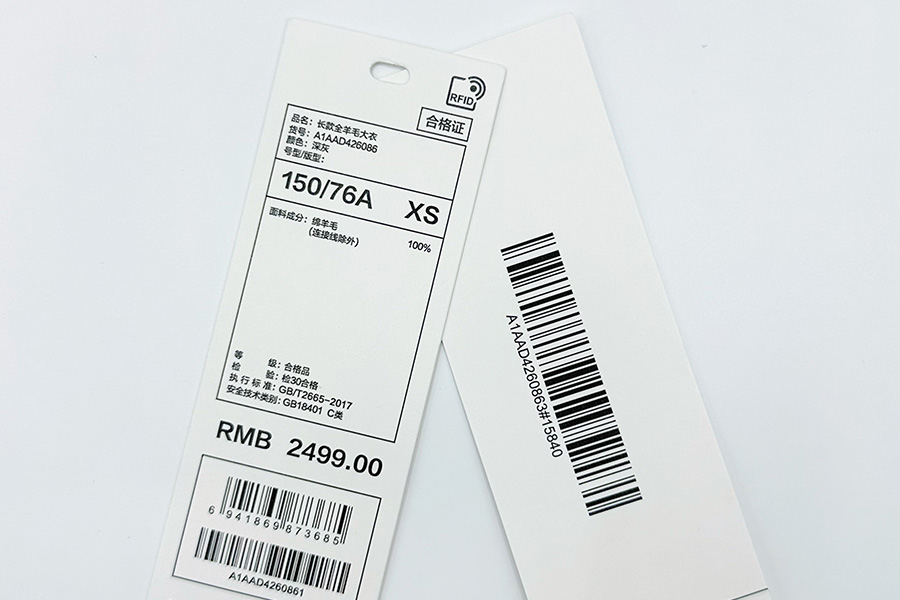 RFID
合格证
品名：长款全羊毛大衣
货号：A1AAD426086
颜色：深灰
号型/版型：
150/76A XS
面料成分：绵羊毛 100%
(连接线除外)
等 级：合格品
检 验：检30合格
执行标准：GB/T2665-2017
安全技术类别：GB18401 C类
RMB 2499.00
6 941869 873685
A1AAD4260861
A1AAD4260863#15840